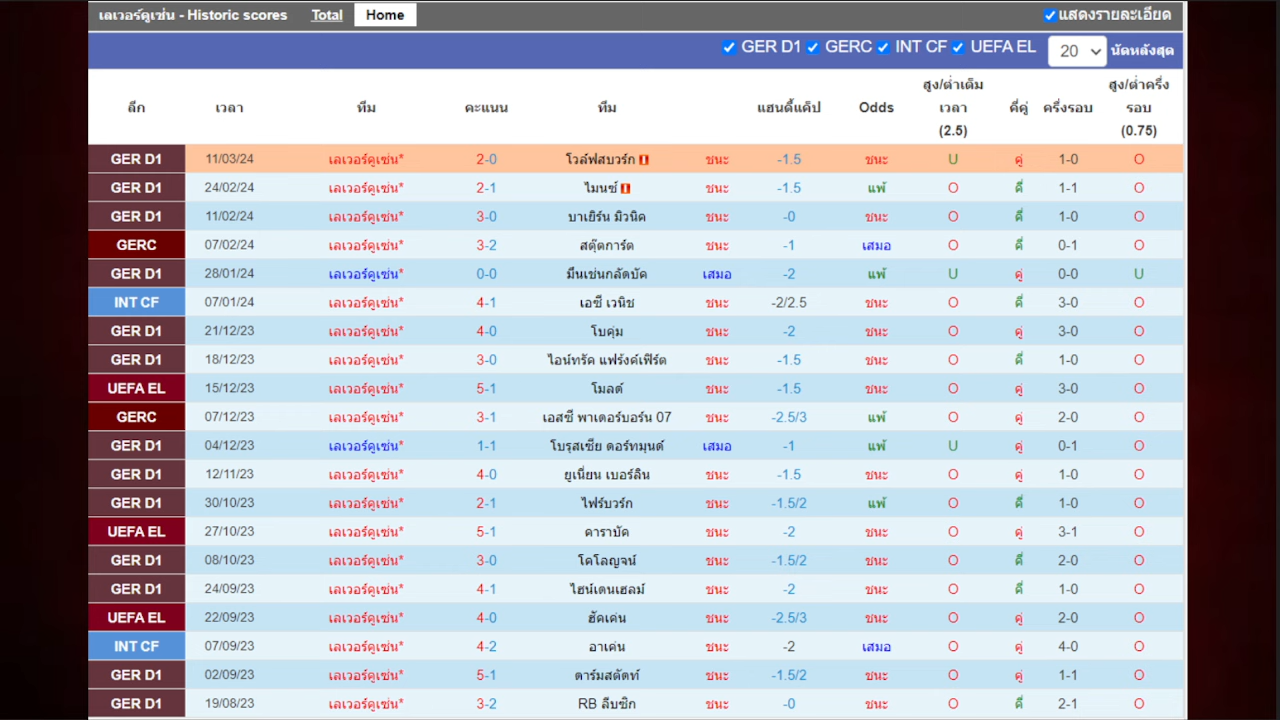 เลเวอร์คูเซ่น - Historic scores Total Home แสดงรายละเอียด
GER D1 GERC INT CF UEFA EL 20 นัดหลังสุด
ลีก เวลา ทีม คะแนน ทีม แฮนดี้แค็ป Odds สูง/ต่ำเต็มเวลา (2.5) คี่คู่ ครึ่งรอบ สูง/ต่ำครึ่งรอบ (0.75)
GER D1 11/03/24 เลเวอร์คูเซ่น* 2-0 โวล์ฟสบวร์ก ชนะ -1.5 ชนะ U คู่ 1-0 O
GER D1 24/02/24 เลเวอร์คูเซ่น* 2-1 ไมนซ์ ชนะ -1.5 แพ้ O คี่ 1-1 O
GER D1 11/02/24 เลเวอร์คูเซ่น* 3-0 บาเยิร์น มิวนิค ชนะ -0 ชนะ O คี่ 1-0 O
GERC 07/02/24 เลเวอร์คูเซ่น* 3-2 สตุ๊ตการ์ต ชนะ -1 เสมอ O คี่ 0-1 O
GER D1 28/01/24 เลเวอร์คูเซ่น* 0-0 มึนเช่นกลัดบัค เสมอ -2 แพ้ U คู่ 0-0 U
INT CF 07/01/24 เลเวอร์คูเซ่น* 4-1 เอซี เวนิซ ชนะ -2/2.5 ชนะ O คี่ 3-0 O
GER D1 21/12/23 เลเวอร์คูเซ่น* 4-0 โบคุ่ม ชนะ -2 ชนะ O คู่ 3-0 O
GER D1 18/12/23 เลเวอร์คูเซ่น* 3-0 ไอน์ทรัค แฟร้งค์เฟิร์ต ชนะ -1.5 ชนะ O คี่ 1-0 O
UEFA EL 15/12/23 เลเวอร์คูเซ่น* 5-1 โมลด์ ชนะ -1.5 ชนะ O คู่ 3-0 O
GERC 07/12/23 เลเวอร์คูเซ่น* 3-1 เอสซี พาเดอร์บอร์น 07 ชนะ -2.5/3 แพ้ O คู่ 2-0 O
GER D1 04/12/23 เลเวอร์คูเซ่น* 1-1 โบรุสเซีย ดอร์ทมุนด์ เสมอ -1 แพ้ U คู่ 0-1 O
GER D1 12/11/23 เลเวอร์คูเซ่น* 4-0 ยูเนี่ยน เบอร์ลิน ชนะ -1.5 ชนะ O คู่ 1-0 O
GER D1 30/10/23 เลเวอร์คูเซ่น* 2-1 ไฟร์บวร์ก ชนะ -1.5/2 แพ้ O คี่ 1-0 O
UEFA EL 27/10/23 เลเวอร์คูเซ่น* 5-1 คาราบัค ชนะ -2 ชนะ O คู่ 3-1 O
GER D1 08/10/23 เลเวอร์คูเซ่น* 3-0 โคโลญจน์ ชนะ -1.5/2 ชนะ O คี่ 2-0 O
GER D1 24/09/23 เลเวอร์คูเซ่น* 4-1 ไฮน์เดนเฮลม์ ชนะ -2 ชนะ O คี่ 1-0 O
UEFA EL 22/09/23 เลเวอร์คูเซ่น* 4-0 ฮัคเค่น ชนะ -2.5/3 ชนะ O คู่ 2-0 O
INT CF 07/09/23 เลเวอร์คูเซ่น* 4-2 อาเค่น ชนะ -2 เสมอ O คู่ 4-0 O
GER D1 02/09/23 เลเวอร์คูเซ่น* 5-1 ดาร์มสตัดท์ ชนะ -1.5/2 ชนะ O คู่ 1-1 O
GER D1 19/08/23 เลเวอร์คูเซ่น* 3-2 RB ลีบซิก ชนะ -0 ชนะ O คี่ 2-1 O